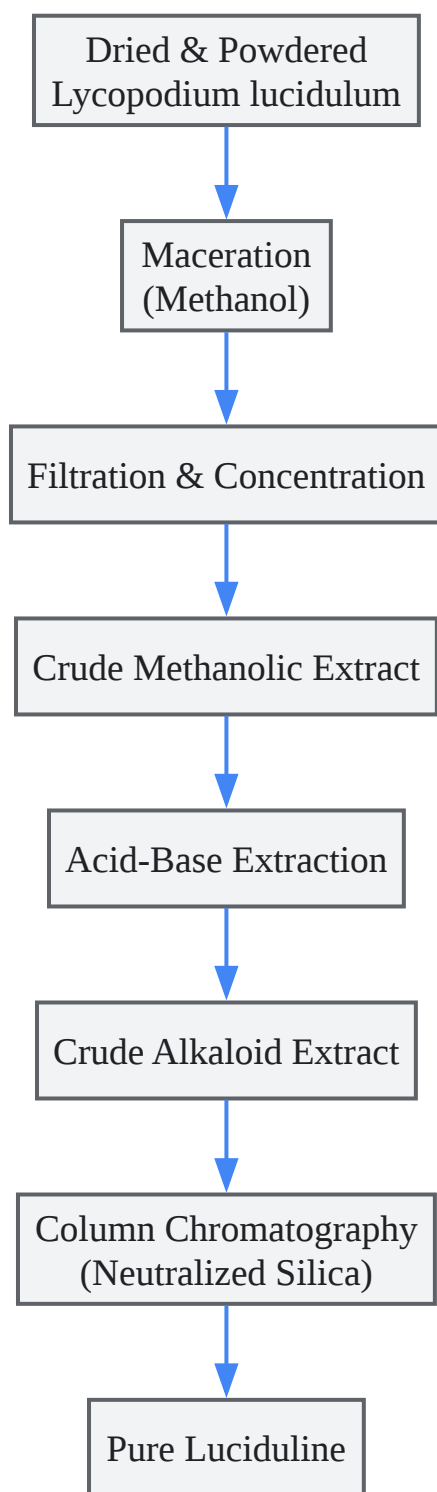 Dried & Powdered
Lycopodium lucidulum
Maceration
(Methanol)
Filtration & Concentration
Crude Methanolic Extract
Acid-Base Extraction
Crude Alkaloid Extract
Column Chromatography
(Neutralized Silica)
Pure Luciduline